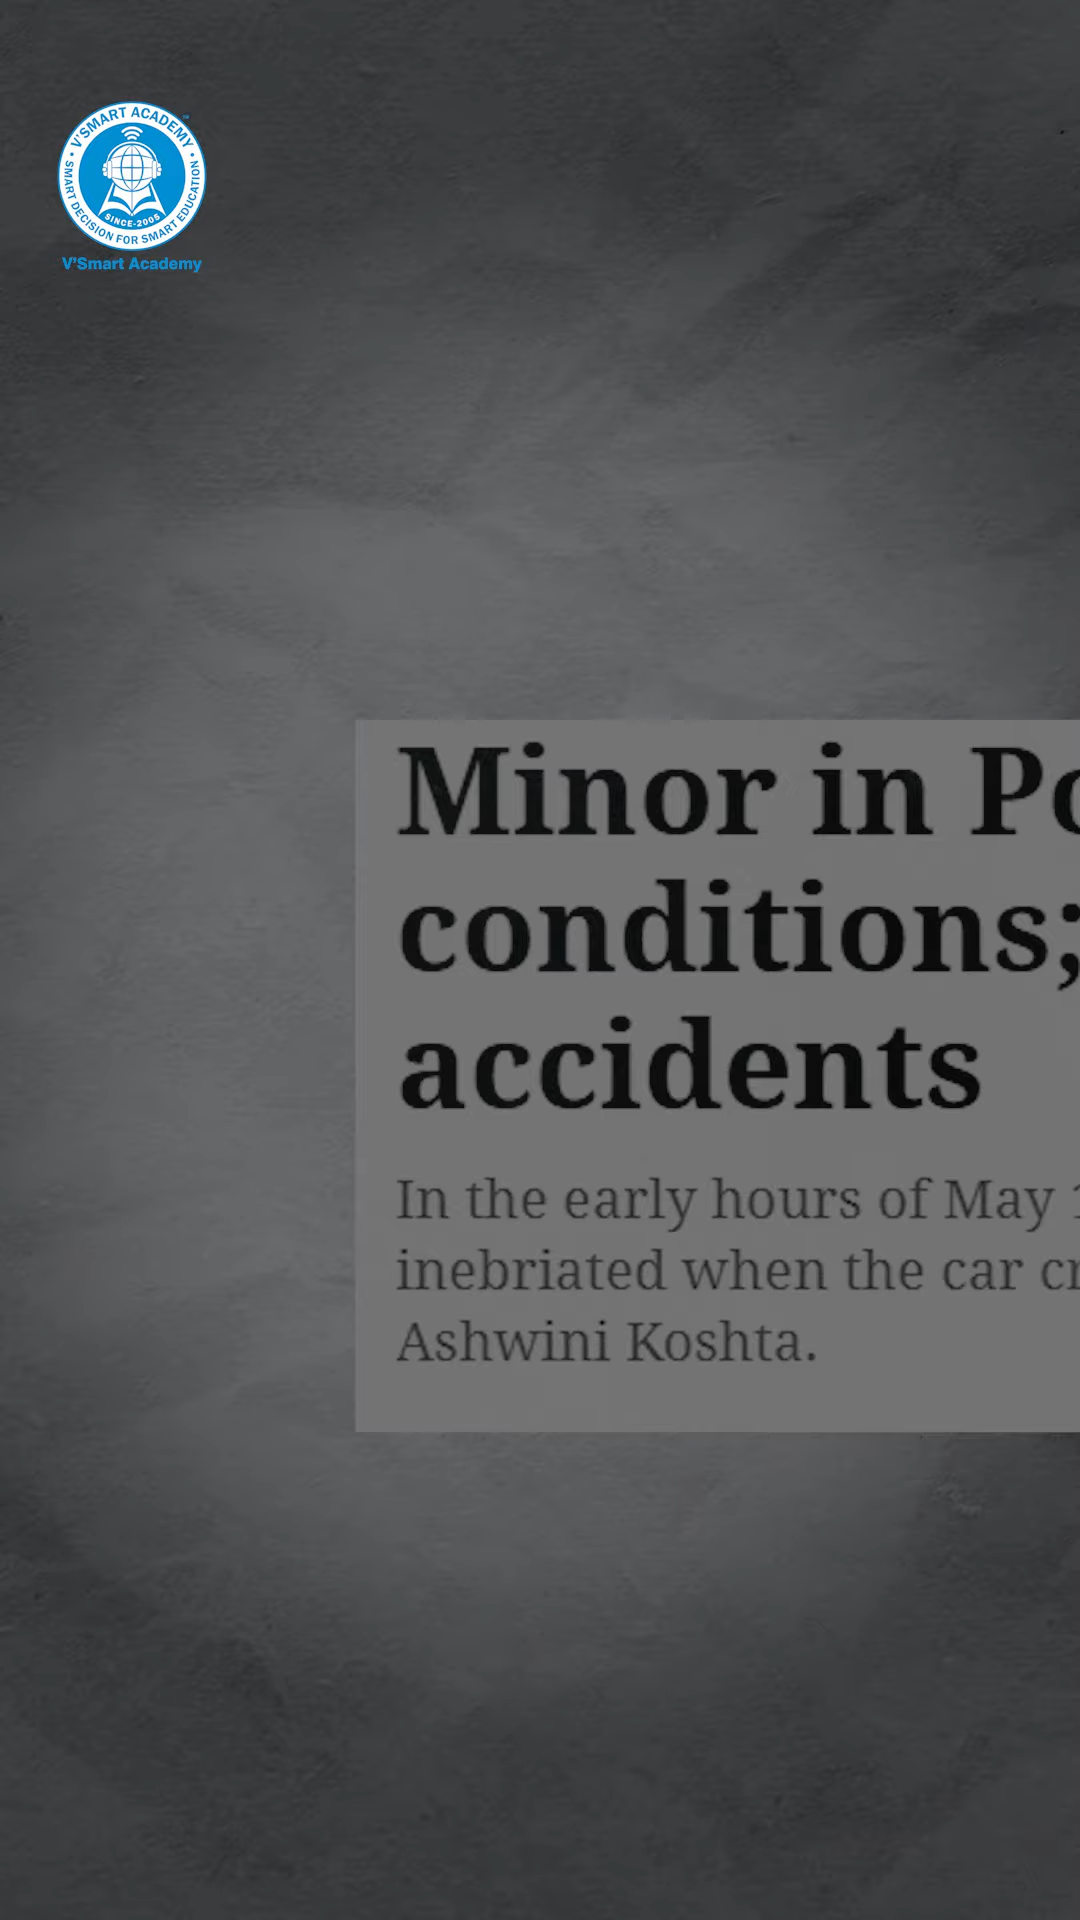 V'SMART ACADEMY
SMART DECISION FOR SMART EDUCATION
SINCE-2005
V'Smart Academy
Minor in
conditions;
accidents
In the early hours of May
inebriated when the car
Ashwini Koshta.